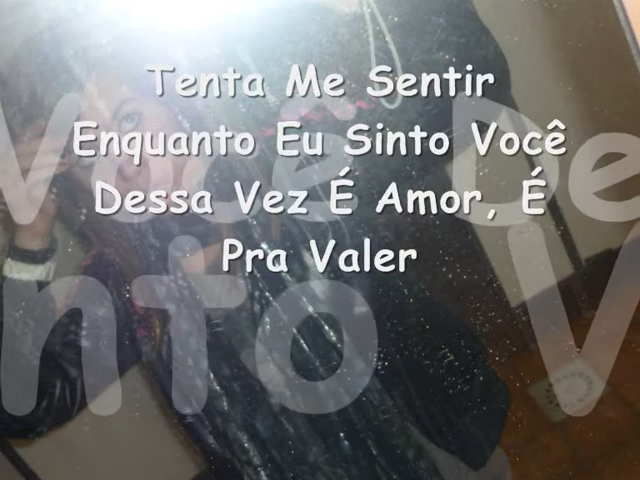 Tenta Me Sentir
Enquanto Eu Sinto Você
Dessa Vez É Amor, É
Pra Valer